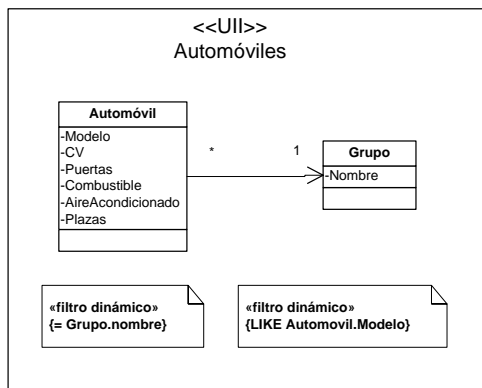 <<UII>>
Automóviles
Automóvil
-Modelo
-CV
-Puertas
-Combustible
-AireAcondicionado
-Plazas
*
1
Grupo
-Nombre
«filtro dinámico»
{= Grupo.nombre}
«filtro dinámico»
{LIKE Automovil.Modelo}